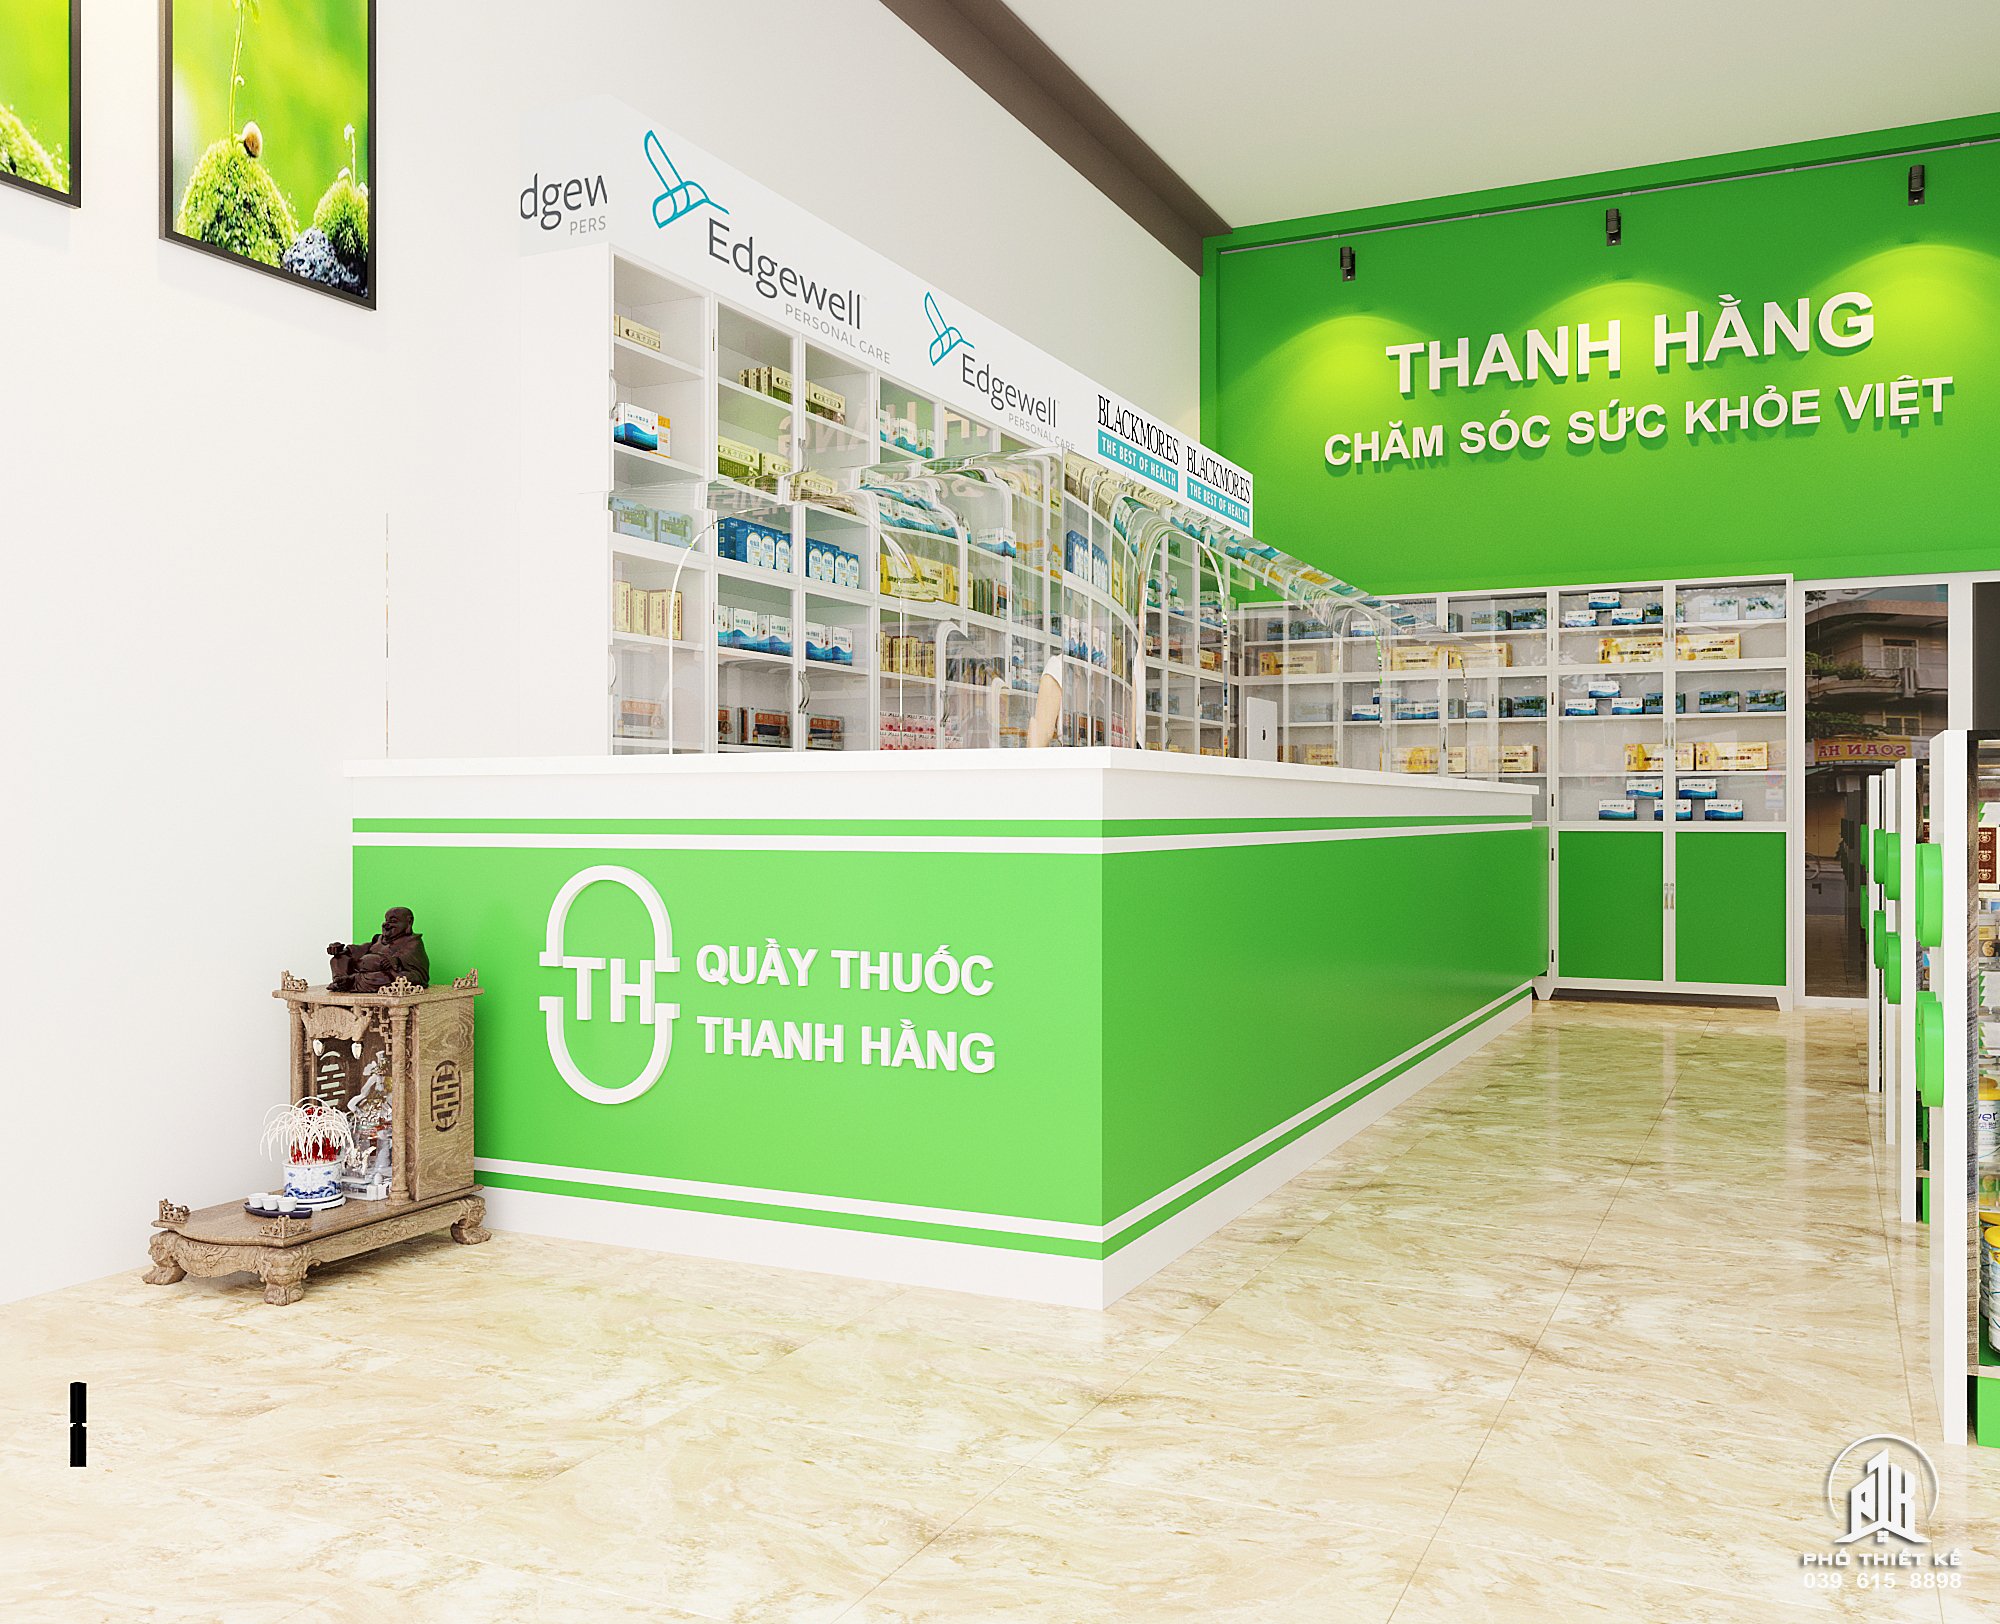 dgew
PERS
Edgewell
PERSONAL CARE
Edgewell
PERSONAL CARE
BLACKMORES
THE BEST OF HEALTH
BLACKMORES
THE BEST OF HEALTH
THANH HẰNG
CHĂM SÓC SỨC KHỎE VIỆT
TH
QUẦY THUỐC
THANH HẰNG
PHỐ THIẾT KẾ
039 615 8898